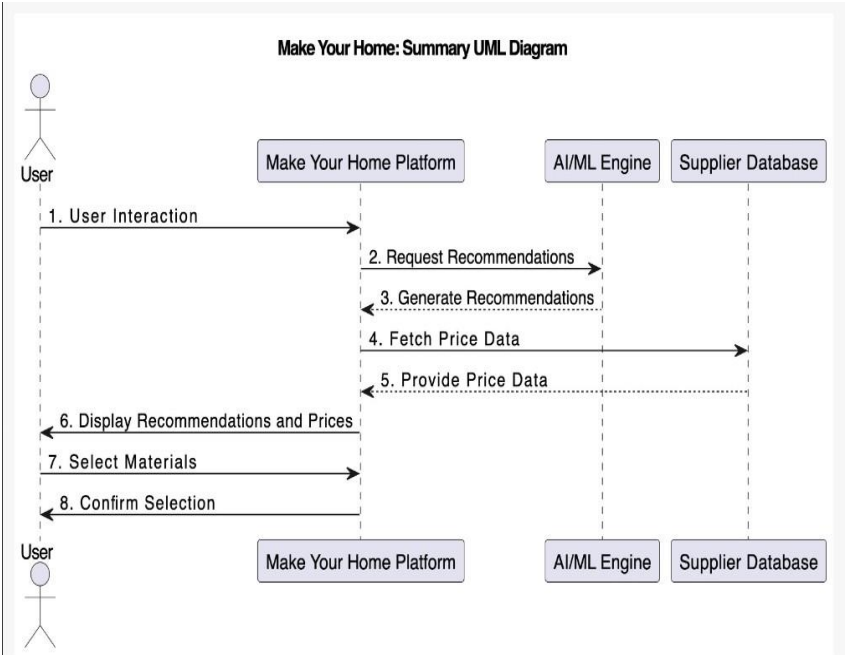 Make Your Home: Summary UML Diagram
User
Make Your Home Platform
AI/ML Engine
Supplier Database
1. User Interaction
2. Request Recommendations
3. Generate Recommendations
4. Fetch Price Data
5. Provide Price Data
6. Display Recommendations and Prices
7. Select Materials
8. Confirm Selection
User
Make Your Home Platform
AI/ML Engine
Supplier Database